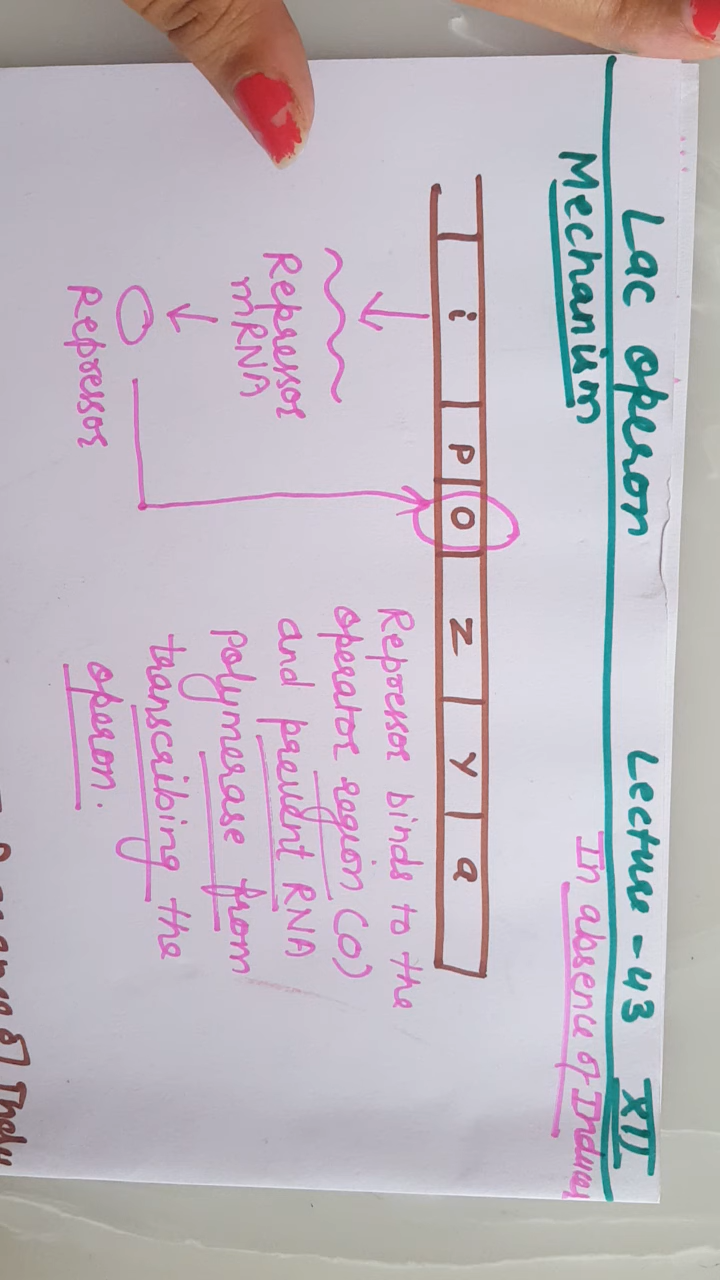 Lac operon Lecture - 43 XII
Mechanism In absence of Inducer
i p o z y a
Repressor
mRNA
Repressor
Repressor binds to the
operator region (o)
and prevent RNA
polymerase from
transcribing the
operon.